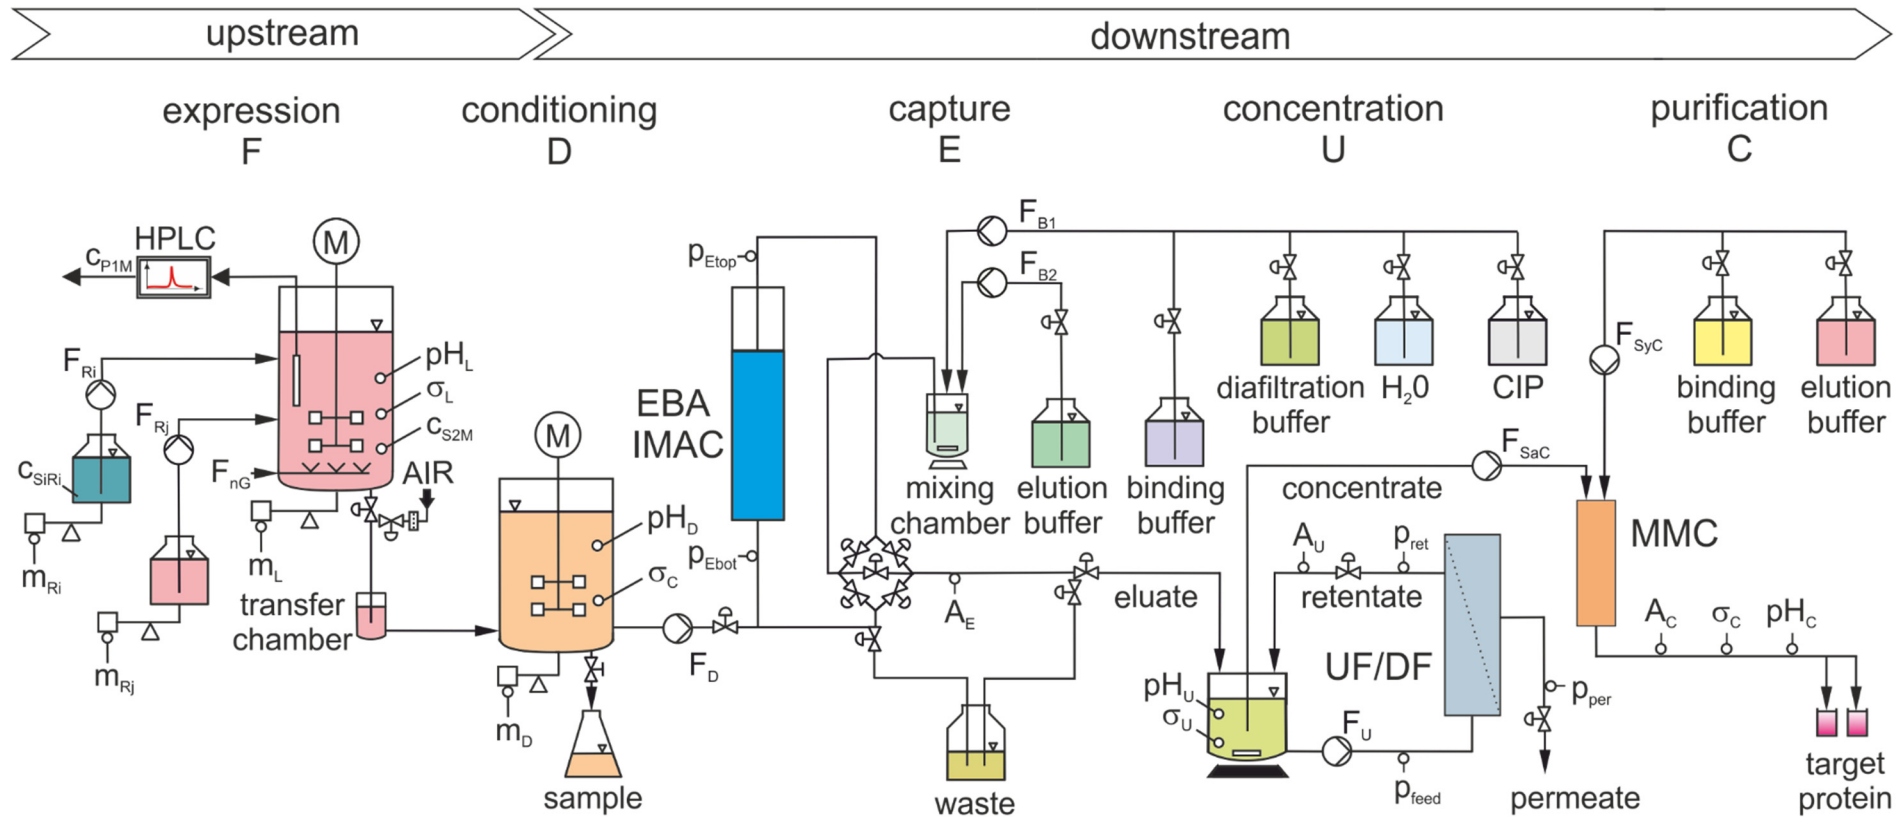 upstream
downstream
expression
F
conditioning
D
capture
E
concentration
U
purification
C
HPLC
cP1M
M
FRi
FRj
cSiRi
mRi
mRj
FnG
mL
pHL
σL
cS2M
AIR
transfer
chamber
M
pHD
σC
mD
sample
FD
EBA
IMAC
pEtop
pEbot
FB1
FB2
mixing
chamber
elution
buffer
binding
buffer
diafiltration
buffer
H20
CIP
AE
eluate
waste
concentrate
FSaC
AU
pret
retentate
UF/DF
pHU
σU
FU
pfeed
pper
permeate
FSyC
binding
buffer
elution
buffer
MMC
AC
σC
pHC
target
protein